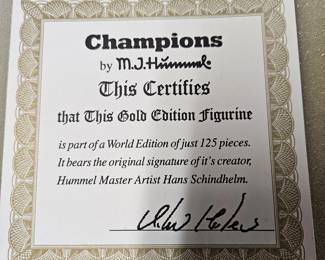 Champions
by M.J. Hummel
This Certifies
that This Gold Edition Figurine
is part of a World Edition of just 125 pieces.
It bears the original signature of it's creator,
Hummel Master Artist Hans Schindhelm.